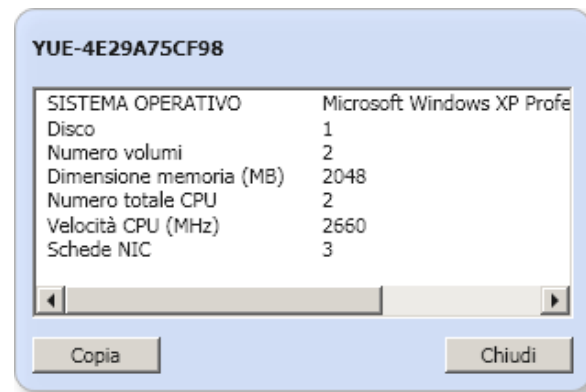 YUE-4E29A75CF98
SISTEMA OPERATIVO Microsoft Windows XP Profe
Disco 1
Numero volumi 2
Dimensione memoria (MB) 2048
Numero totale CPU 2
Velocità CPU (MHz) 2660
Schede NIC 3
Copia Chiudi